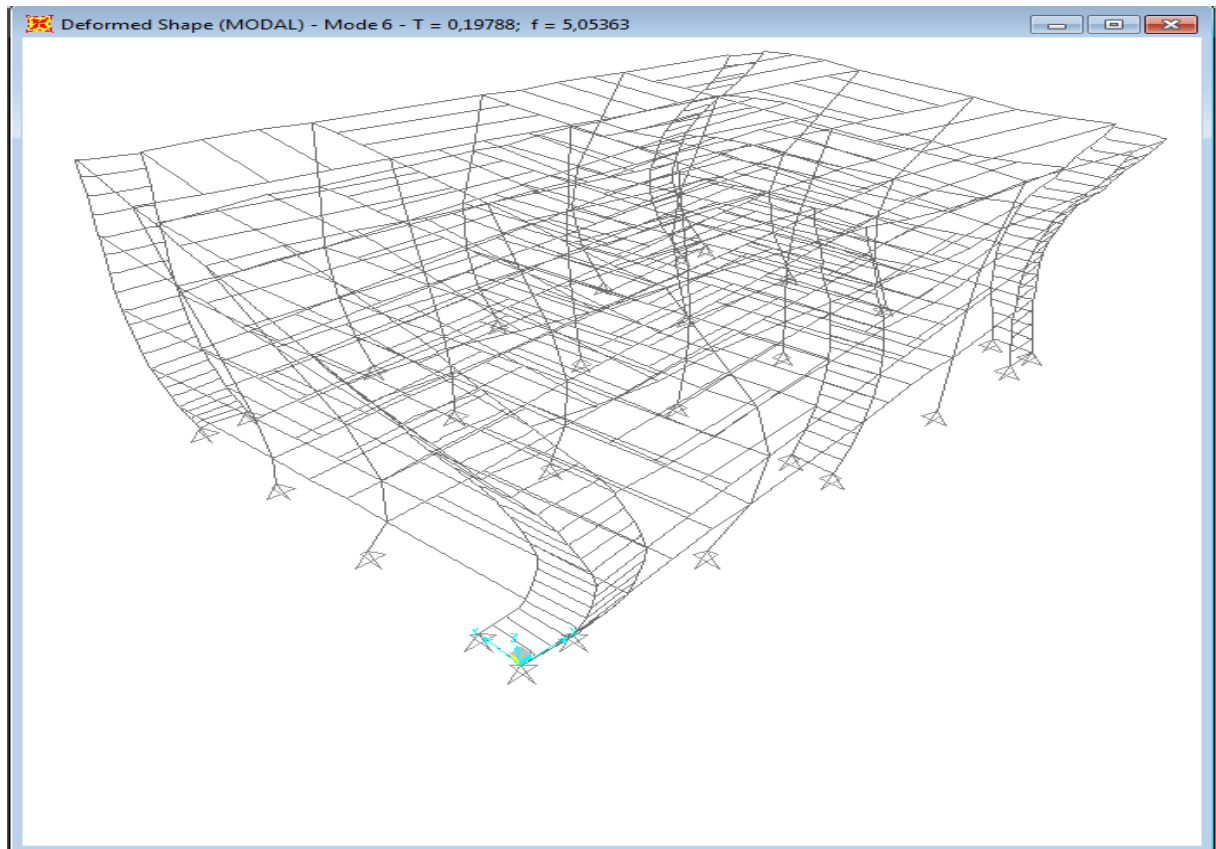 Deformed Shape (MODAL) - Mode 6 - T = 0,19788; f = 5,05363
Z